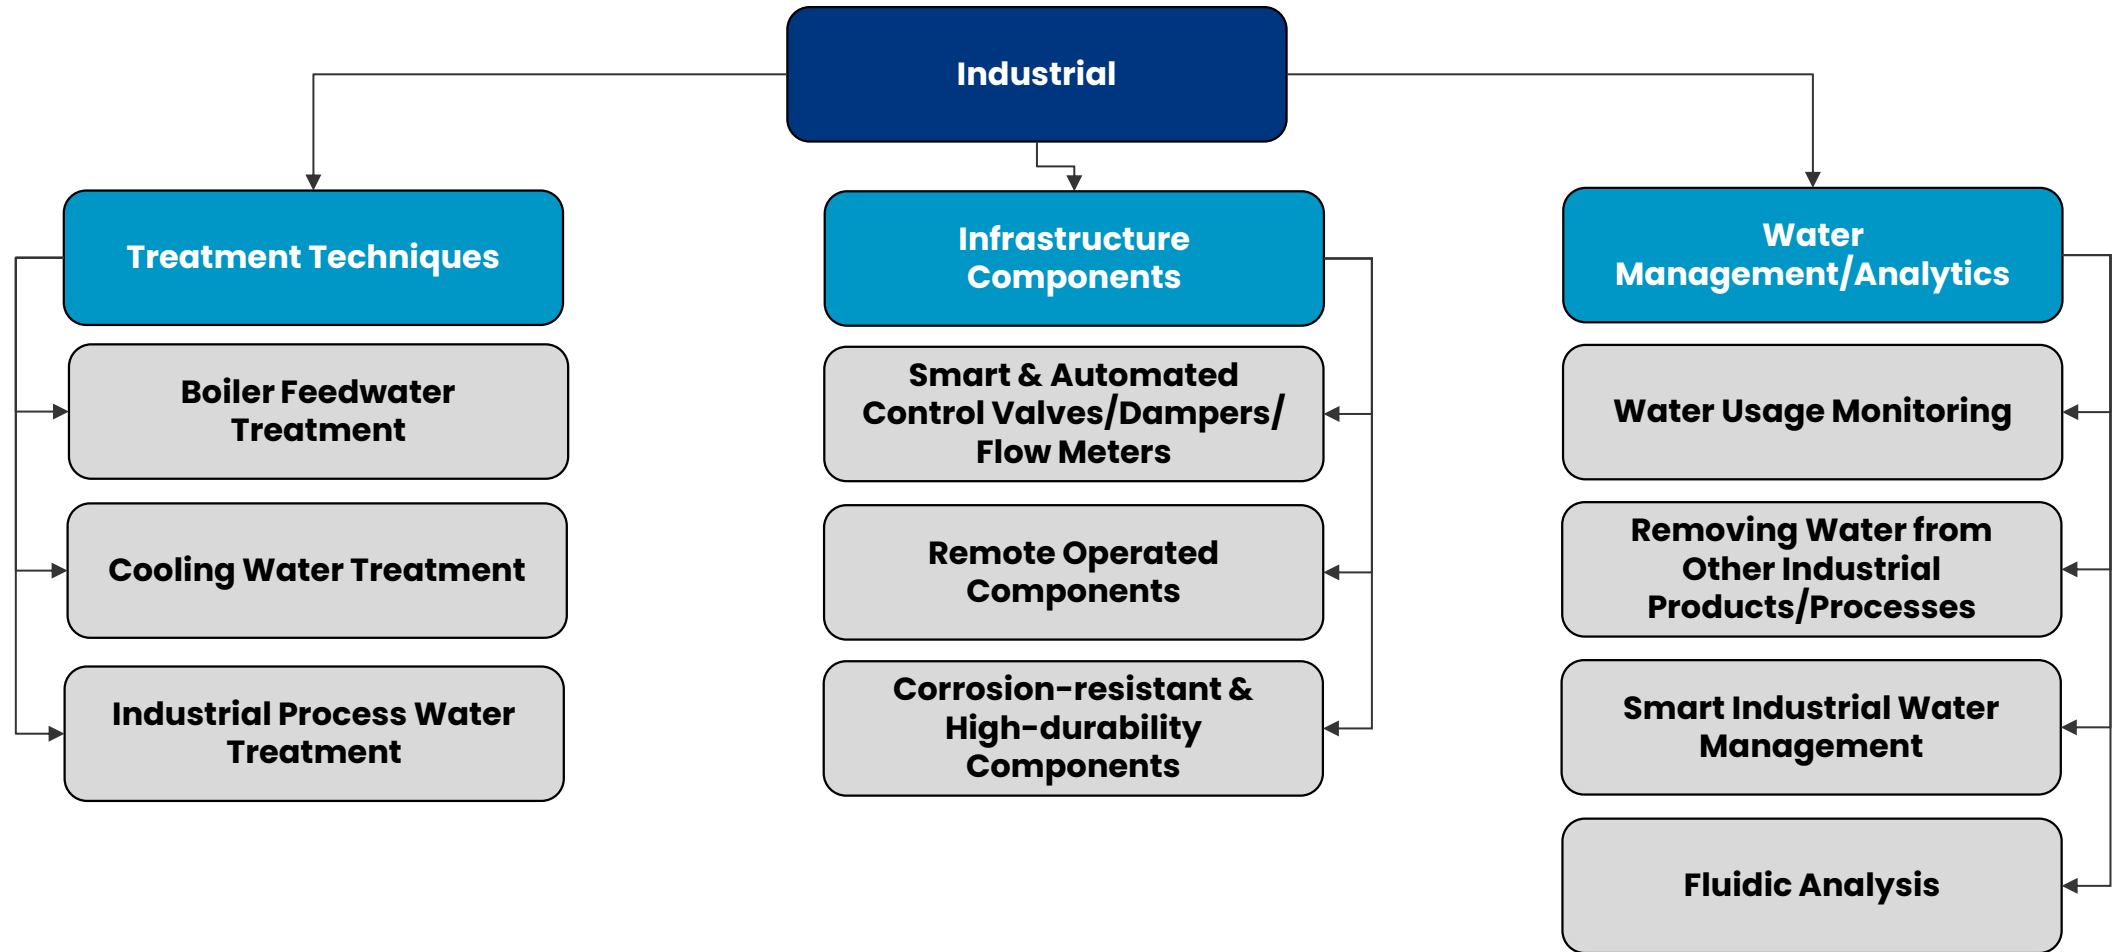 Industrial
Treatment Techniques
Boiler Feedwater
Treatment
Cooling Water Treatment
Industrial Process Water
Treatment
Infrastructure
Components
Smart & Automated
Control Valves/Dampers/
Flow Meters
Remote Operated
Components
Corrosion-resistant &
High-durability
Components
Water
Management/Analytics
Water Usage Monitoring
Removing Water from
Other Industrial
Products/Processes
Smart Industrial Water
Management
Fluidic Analysis